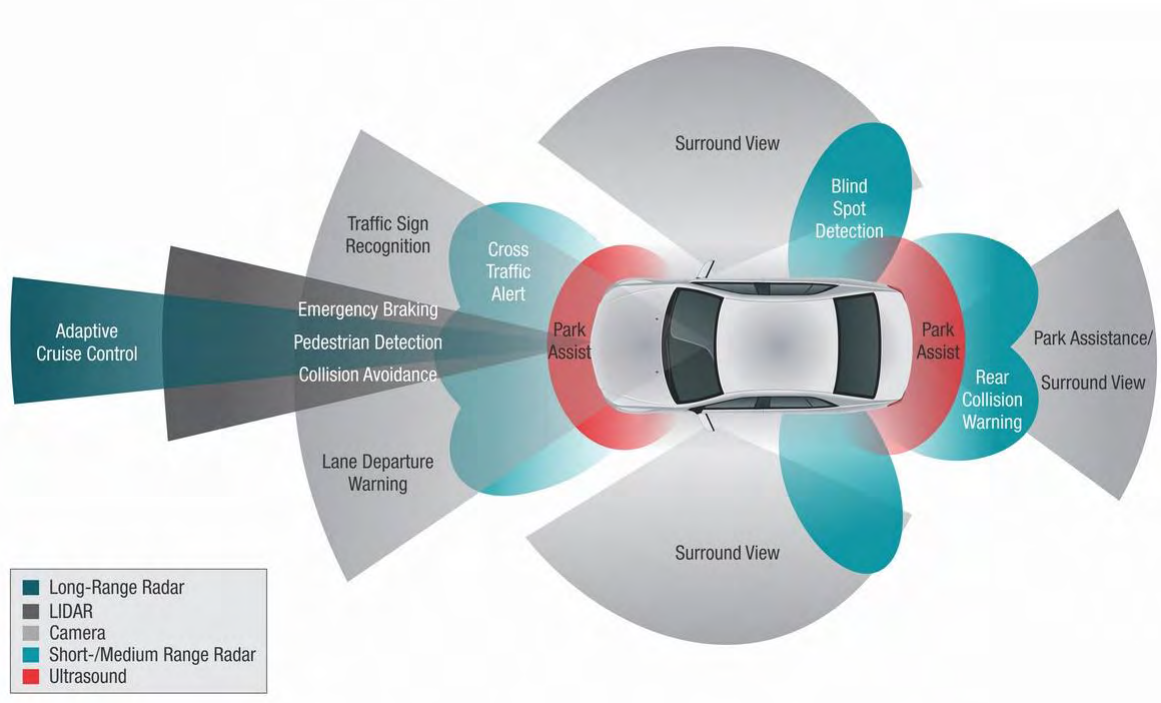 Surround View
Blind
Spot
Detection
Traffic Sign
Recognition
Cross
Traffic
Alert
Emergency Braking
Adaptive
Cruise Control
Pedestrian Detection
Park
Assist
Park
Assist
Park Assistance/
Surround View
Collision Avoidance
Rear
Collision
Warning
Lane Departure
Warning
Surround View
Long-Range Radar
LIDAR
Camera
Short-/Medium Range Radar
Ultrasound